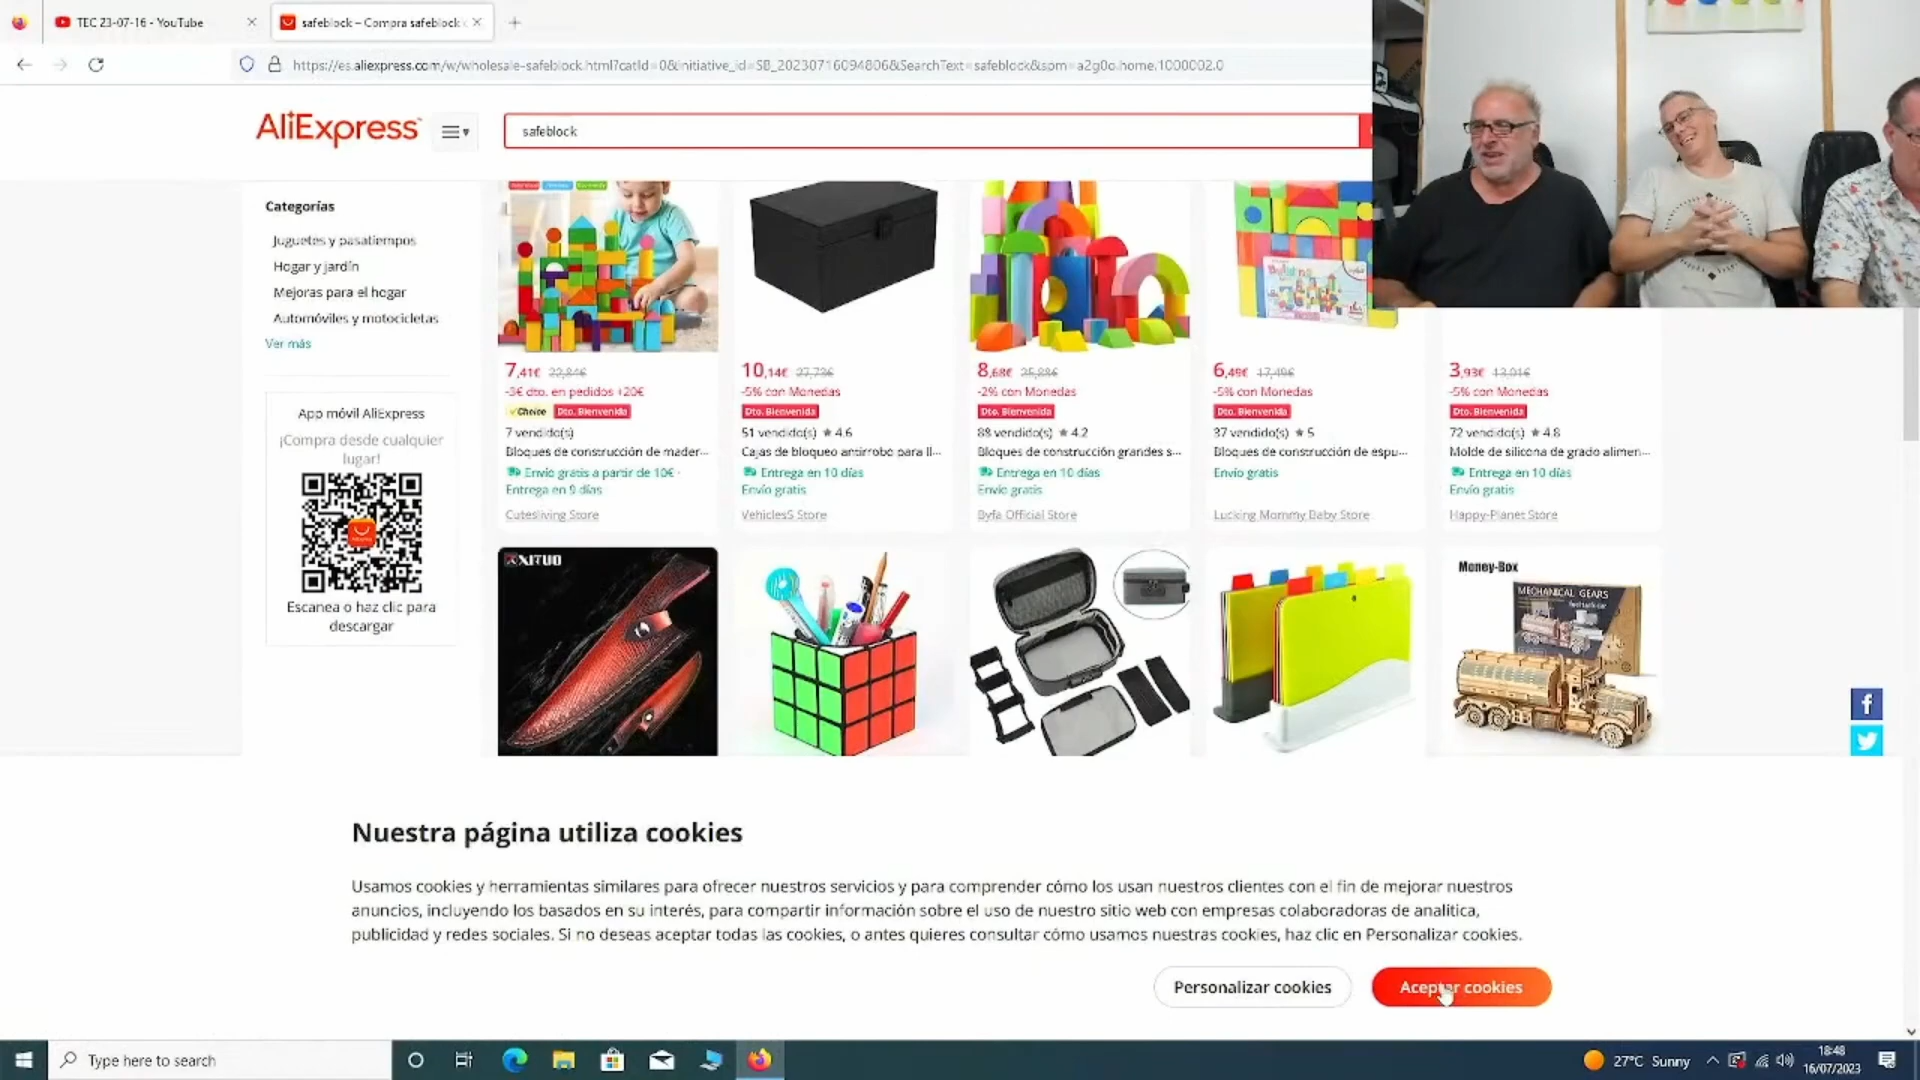 TEC 23-07-16 - YouTube
safeblock – Compra safeblock
https://es.aliexpress.com/w/wholesale-safeblock.html?catId=0&initiative_id=SB_20230716094806&SearchText=safeblock&spm=a2g0o.home.1000002.0
AliExpress
safeblock
Categorías
Juguetes y pasatiempos
Hogar y jardín
Mejoras para el hogar
Automóviles y motocicletas
Ver más
App móvil AliExpress
¡Compra desde cualquier
lugar!
Escanea o haz clic para
descargar
7,41€ 22,84€
-3€ dto. en pedidos +20€
Choice Dto. Bienvenida
7 vendido(s)
Bloques de construcción de mader...
Envío gratis a partir de 10€ ·
Entrega en 9 días
Cutesliving Store
10,14€ 27,73€
-5% con Monedas
Dto. Bienvenida
51 vendido(s) ★ 4.6
Cajas de bloqueo antirrobo para ll...
Entrega en 10 días
Envío gratis
VehiclesS Store
8,68€ 25,88€
-2% con Monedas
Dto. Bienvenida
88 vendido(s) ★ 4.2
Bloques de construcción grandes s...
Entrega en 10 días
Envío gratis
Byfa Official Store
6,49€ 17,49€
-5% con Monedas
Dto. Bienvenida
37 vendido(s) ★ 5
Bloques de construcción de espu...
Envío gratis
Lucking Mommy Baby Store
3,93€ 13,01€
-5% con Monedas
Dto. Bienvenida
72 vendido(s) ★ 4.8
Molde de silicona de grado alimen...
Entrega en 10 días
Envío gratis
Happy-Planet Store
XITUO
Money-Box
MECHANICAL GEARS
Nuestra página utiliza cookies
Usamos cookies y herramientas similares para ofrecer nuestros servicios y para comprender cómo los usan nuestros clientes con el fin de mejorar nuestros
anuncios, incluyendo los basados en su interés, para compartir información sobre el uso de nuestro sitio web con empresas colaboradoras de analítica,
publicidad y redes sociales. Si no deseas aceptar todas las cookies, o antes quieres consultar cómo usamos nuestras cookies, haz clic en Personalizar cookies.
Personalizar cookies
Aceptar cookies
Type here to search
27°C Sunny
18:48
16/07/2023